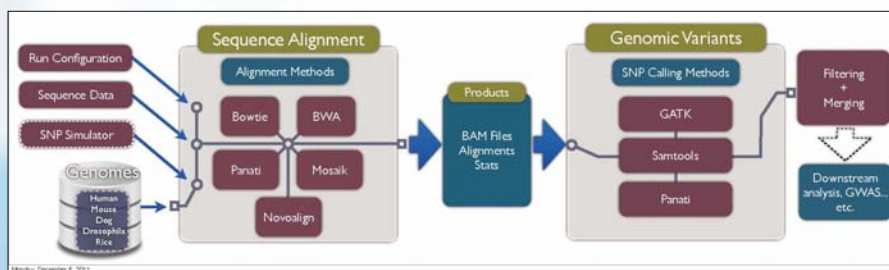 Sequence Alignment
Genomic Variants
Run Configuration
Alignment Methods
SNP Calling Methods
Filtering
+
Merging
Sequence Data
Bowtie
BWA
Products
GATK
SNP Simulator
BAM Files
Alignments
Stats
Samtools
Genomes
Panati
Mosaik
Panati
Human
Mouse
Dog
Drosophila
Rice
Novoalign
Downstream
analysis, GWAS...
etc.